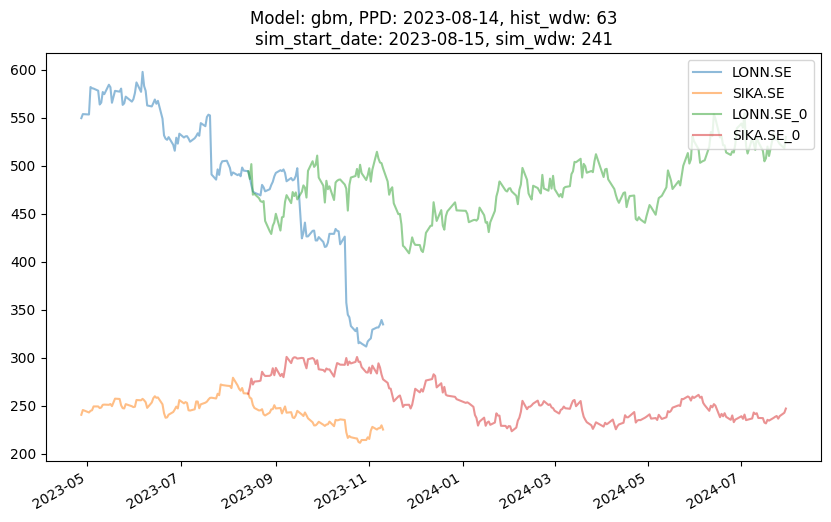 Model: gbm, PPD: 2023-08-14, hist_wdw: 63
sim_start_date: 2023-08-15, sim_wdw: 241
LONN.SE
SIKA.SE
LONN.SE_0
SIKA.SE_0
600
550
500
450
400
350
300
250
200
2023-05
2023-07
2023-09
2023-11
2024-01
2024-03
2024-05
2024-07